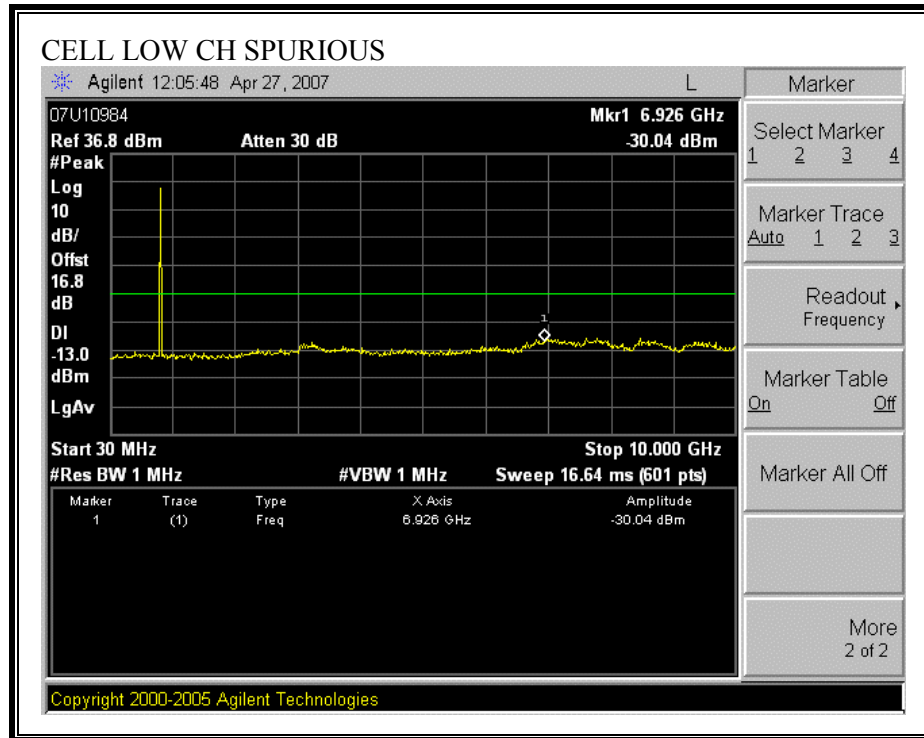 CELL LOW CH SPURIOUS
Agilent 12:05:48 Apr 27, 2007 L
Marker
07U10984 Mkr1 6.926 GHz
Ref 36.8 dBm Atten 30 dB -30.04 dBm
#Peak
Log
10
dB/
Offst
16.8
dB
DI
-13.0
dBm
LgAv
1
Start 30 MHz Stop 10.000 GHz
#Res BW 1 MHz #VBW 1 MHz Sweep 16.64 ms (601 pts)
Marker Trace Type X Axis Amplitude
1 (1) Freq 6.926 GHz -30.04 dBm
Select Marker
1 2 3 4
Marker Trace
Auto 1 2 3
Readout
Frequency
Marker Table
On Off
Marker All Off
More
2 of 2
Copyright 2000-2005 Agilent Technologies